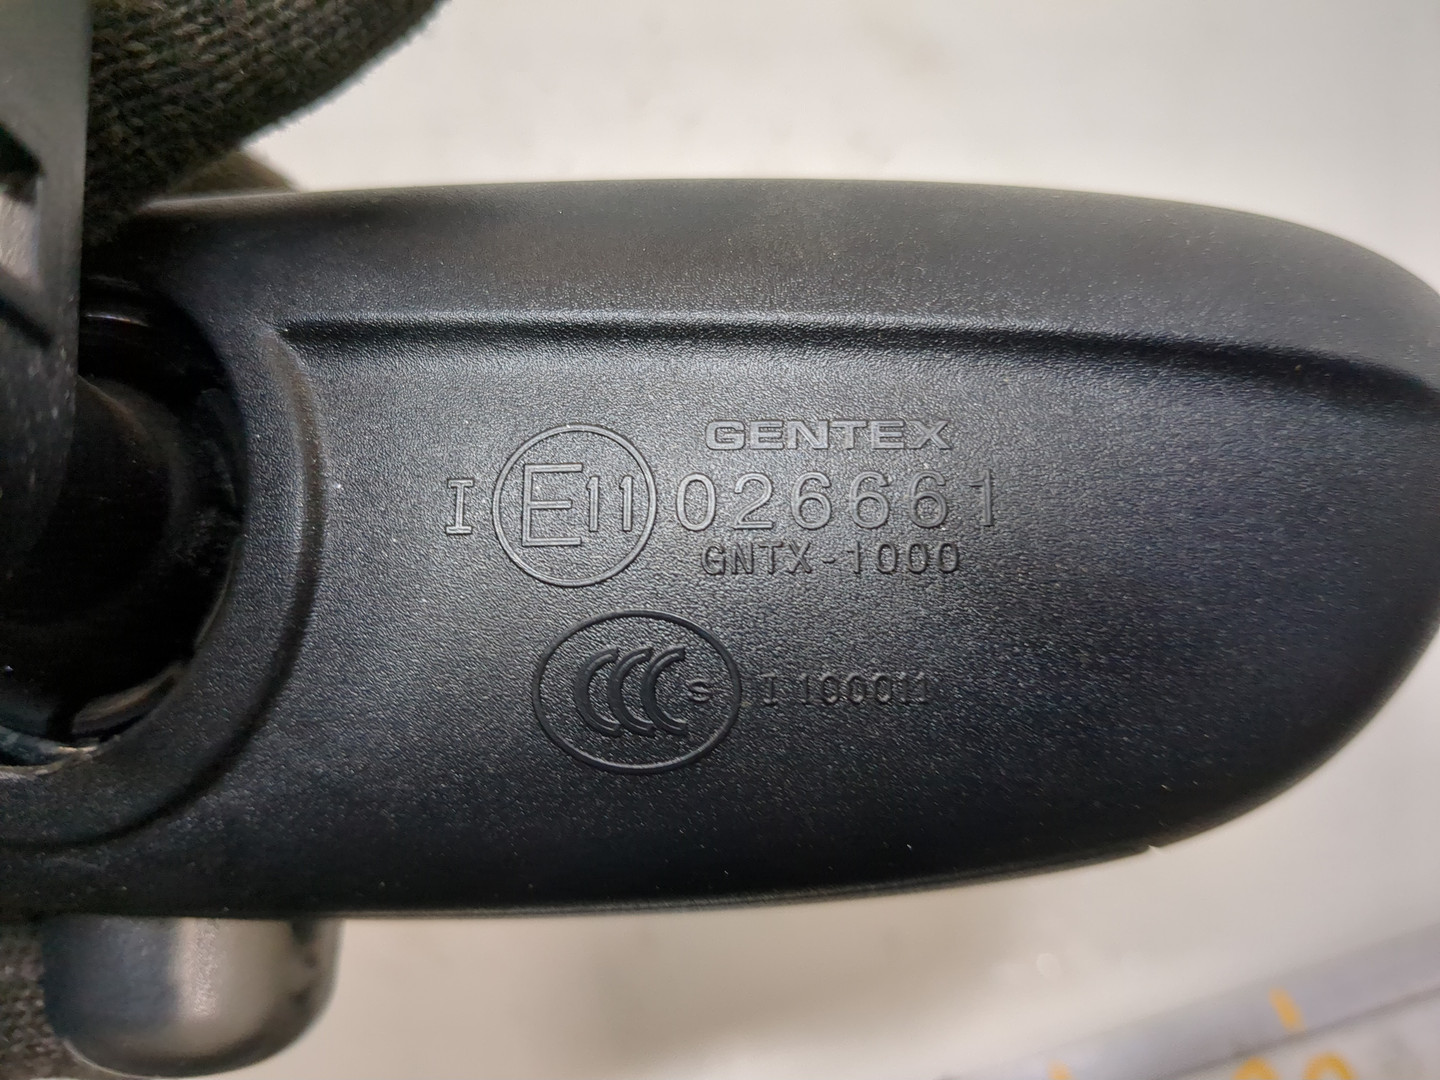 GENTEX
I E11 026661
GNTX-1000
CCC S I 100011